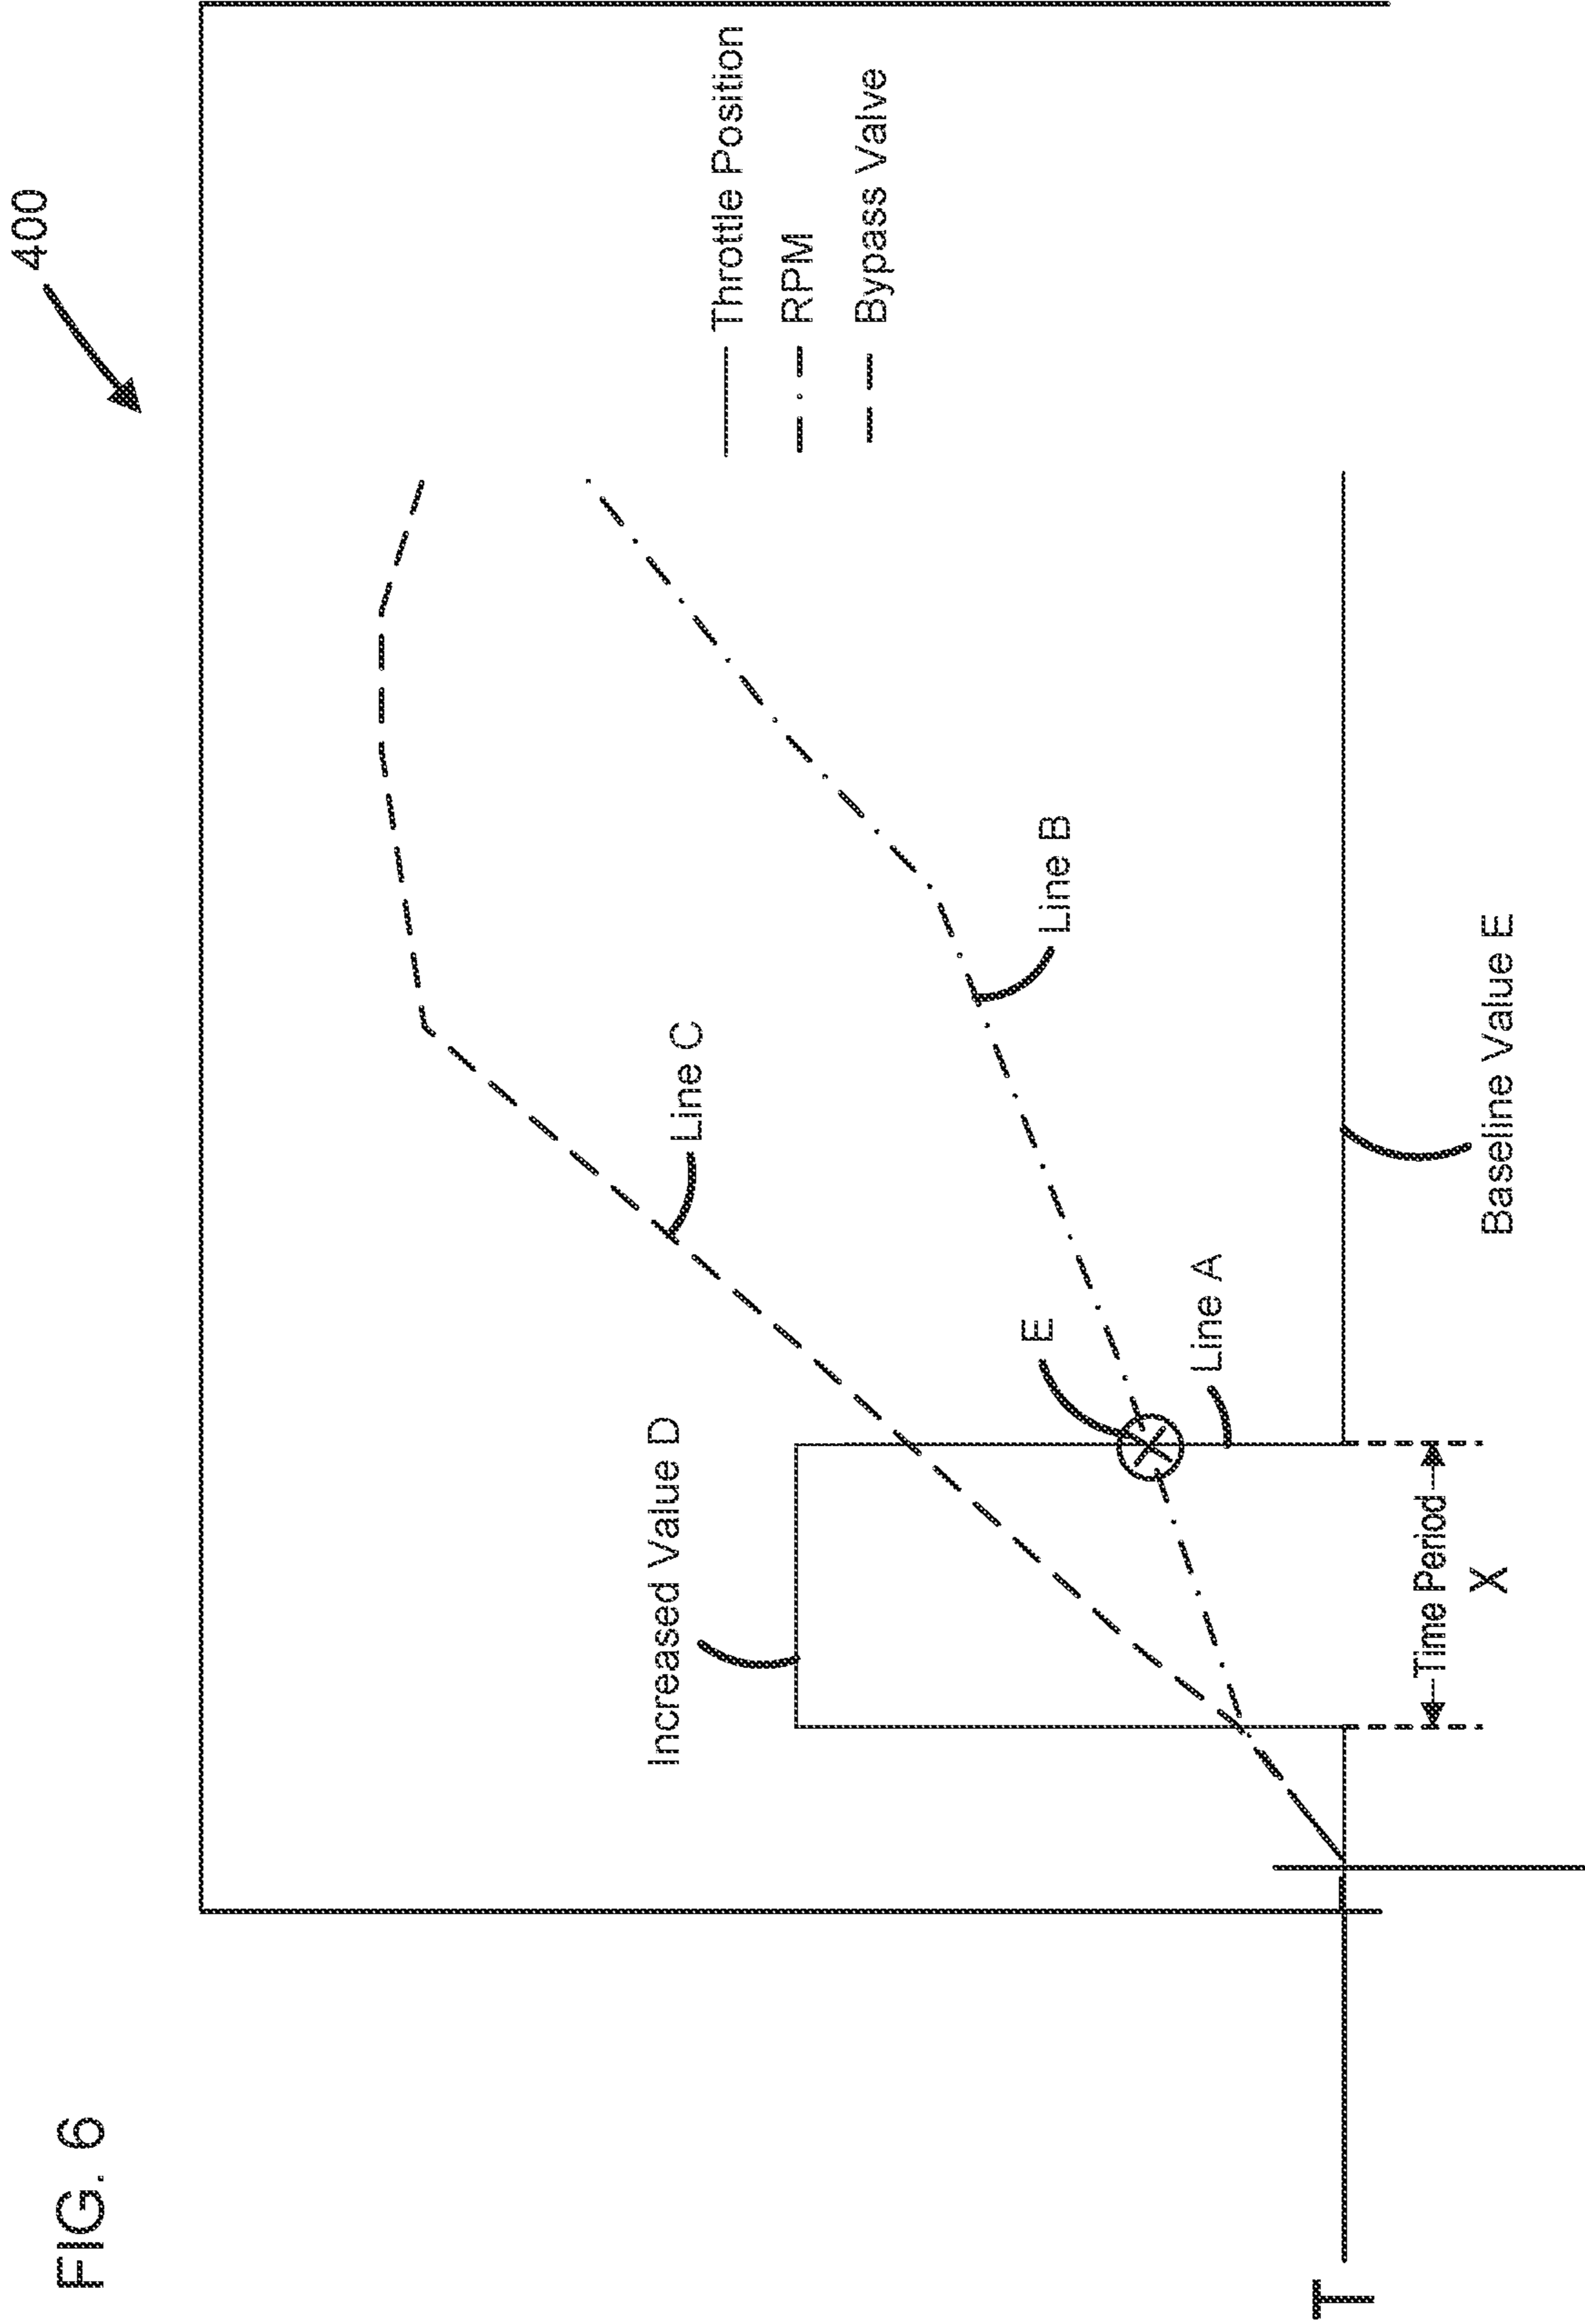 FIG. 6
400
Throttle Position
RPM
Bypass Valve
Line C
Line B
Increased Value D
E
Line A
Baseline Value E
Time Period
X
T